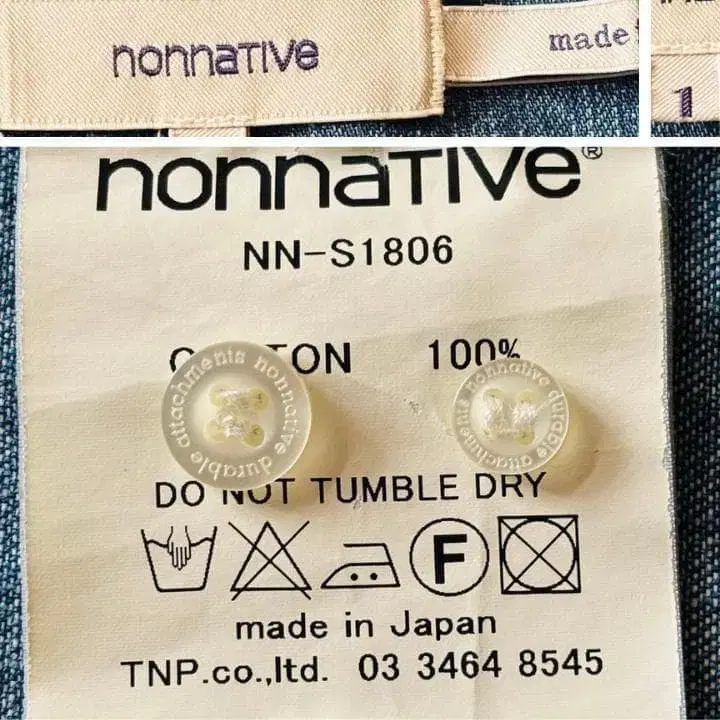 nonnaTIve
made
1
nonnaTIve®
NN-S1806
100%
durable attachments nonnative
durable attachments nonnative
DO NOT TUMBLE DRY
F
made in Japan
TNP.co.,ltd. 03 3464 8545